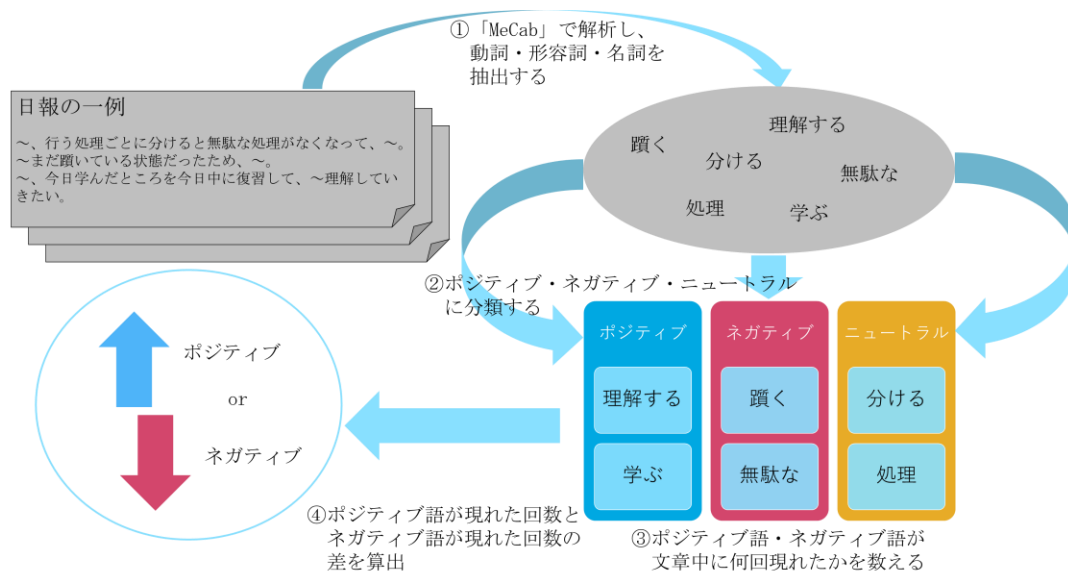 ①「MeCab」で解析し、
動詞・形容詞・名詞を
抽出する
日報の一例
～、行う処理ごとに分けると無駄な処理がなくなって、～。
～まだ躓いている状態だったため、～。
～、今日学んだところを今日中に復習して、～理解してい
きたい。
躓く
理解する
分ける
無駄な
処理
学ぶ
②ポジティブ・ネガティブ・ニュートラル
に分類する
ポジティブ
ネガティブ
ニュートラル
理解する
躓く
分ける
学ぶ
無駄な
処理
ポジティブ
or
ネガティブ
④ポジティブ語が現れた回数と
ネガティブ語が現れた回数の
差を算出
③ポジティブ語・ネガティブ語が
文章中に何回現れたかを数える